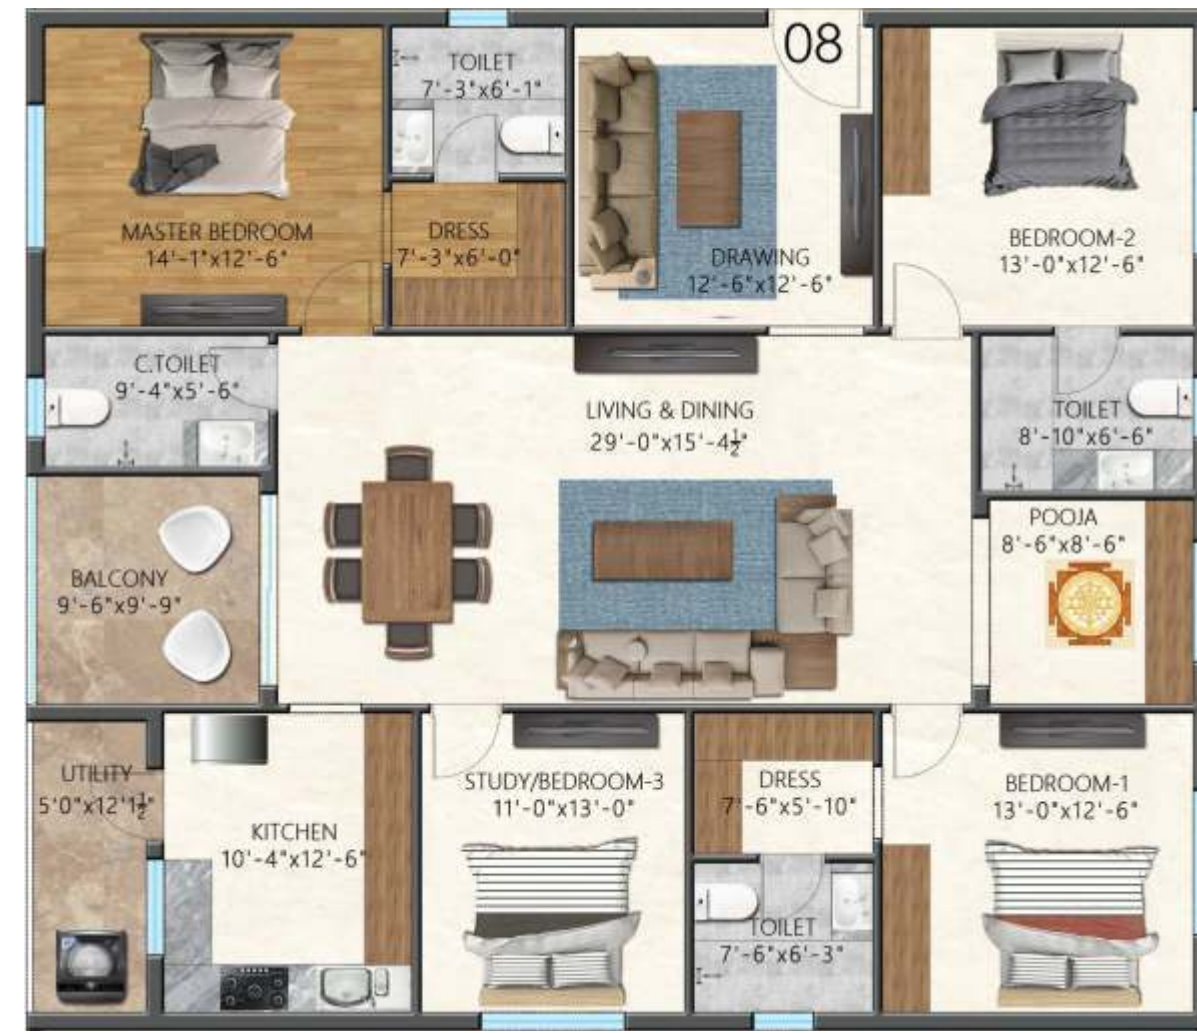 08
TOILET
7'-3"x6'-1"
MASTER BEDROOM
14'-1"x12'-6"
DRESS
7'-3"x6'-0"
DRAWING
12'-6"x12'-6"
BEDROOM-2
13'-0"x12'-6"
C.TOILET
9'-4"x5'-6"
LIVING & DINING
29'-0"x15'-4½"
TOILET
8'-10"x6'-6"
POOJA
8'-6"x8'-6"
BALCONY
9'-6"x9'-9"
UTILITY
5'0"x12'1½"
KITCHEN
10'-4"x12'-6"
STUDY/BEDROOM-3
11'-0"x13'-0"
DRESS
7'-6"x5'-10"
BEDROOM-1
13'-0"x12'-6"
TOILET
7'-6"x6'-3"